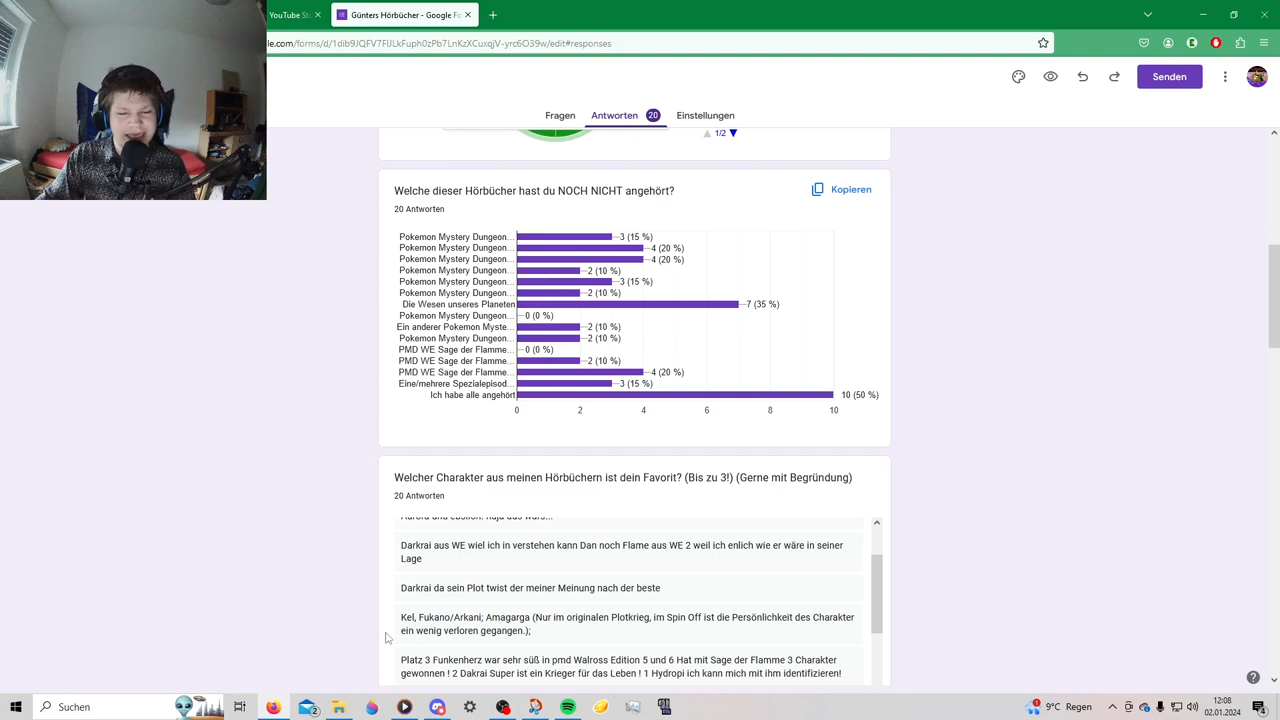 YouTube St
Günters Hörbücher - Google Fo
le.com/forms/d/1dib9JQFV7FlJLkFuph0zPb7LnKzXCuxqjV-yrc6O39w/edit#responses
Senden
Fragen Antworten 20 Einstellungen
1/2
Welche dieser Hörbücher hast du NOCH NICHT angehört?
Kopieren
20 Antworten
Pokemon Mystery Dungeon... 3 (15 %)
Pokemon Mystery Dungeon... 4 (20 %)
Pokemon Mystery Dungeon... 4 (20 %)
Pokemon Mystery Dungeon... 2 (10 %)
Pokemon Mystery Dungeon... 3 (15 %)
Pokemon Mystery Dungeon... 2 (10 %)
Die Wesen unseres Planeten 7 (35 %)
Pokemon Mystery Dungeon... 0 (0 %)
Ein anderer Pokemon Myste... 2 (10 %)
Pokemon Mystery Dungeon... 2 (10 %)
PMD WE Sage der Flamme... 0 (0 %)
PMD WE Sage der Flamme... 2 (10 %)
PMD WE Sage der Flamme... 4 (20 %)
Eine/mehrere Spezialepisod... 3 (15 %)
Ich habe alle angehört 10 (50 %)
0 2 4 6 8 10
Welcher Charakter aus meinen Hörbüchern ist dein Favorit? (Bis zu 3!) (Gerne mit Begründung)
20 Antworten
Darkrai aus WE wiel ich in verstehen kann Dan noch Flame aus WE 2 weil ich enlich wie er wäre in seiner
Lage
Darkrai da sein Plot twist der meiner Meinung nach der beste
Kel, Fukano/Arkani; Amagarga (Nur im originalen Plotkrieg, im Spin Off ist die Persönlichkeit des Charakter
ein wenig verloren gegangen.);
Platz 3 Funkenherz war sehr süß in pmd Walross Edition 5 und 6 Hat mit Sage der Flamme 3 Charakter
gewonnen ! 2 Dakrai Super ist ein Krieger für das Leben ! 1 Hydropi ich kann mich mit ihm identifizieren!
Suchen
2
9°C Regen
12:08
02.01.2024
4